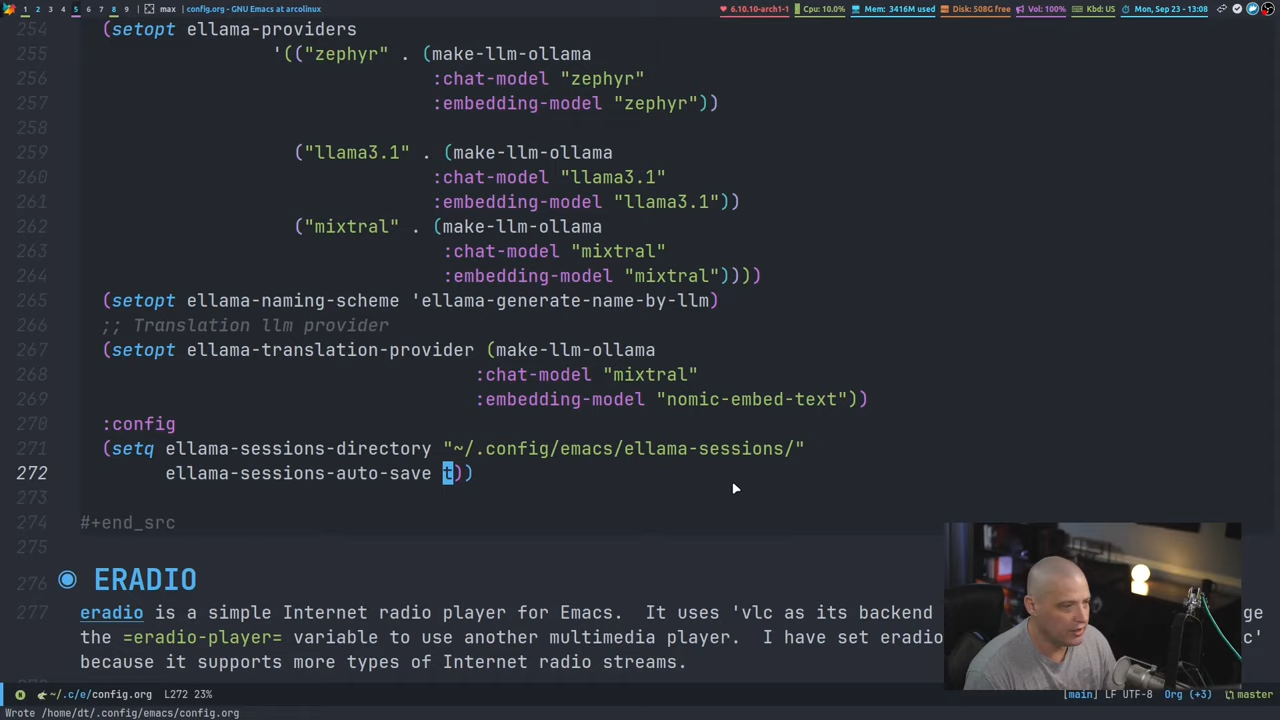 1 2 3 4 5 6 7 8 9 max config.org - GNU Emacs at arcolinux 6.10.10-arch1-1 Cpu: 10.0% Mem: 3416M used Disk: 508G free Vol: 100% Kbd: US Mon, Sep 23 - 13:08
254 (setopt ellama-providers
255 '(("zephyr" . (make-llm-ollama
256 :chat-model "zephyr"
257 :embedding-model "zephyr"))
258
259 ("llama3.1" . (make-llm-ollama
260 :chat-model "llama3.1"
261 :embedding-model "llama3.1"))
262 ("mixtral" . (make-llm-ollama
263 :chat-model "mixtral"
264 :embedding-model "mixtral"))))
265 (setopt ellama-naming-scheme 'ellama-generate-name-by-llm)
266 ;; Translation llm provider
267 (setopt ellama-translation-provider (make-llm-ollama
268 :chat-model "mixtral"
269 :embedding-model "nomic-embed-text"))
270 :config
271 (setq ellama-sessions-directory "~/.config/emacs/ellama-sessions/"
272 ellama-sessions-auto-save t))
273
274 #+end_src
275
276 ◉ ERADIO
277 eradio is a simple Internet radio player for Emacs. It uses 'vlc as its backend
the =eradio-player= variable to use another multimedia player. I have set eradio
because it supports more types of Internet radio streams.
N ~/.c/e/config.org L272 23% [main] LF UTF-8 Org (+3) master
Wrote /home/dt/.config/emacs/config.org